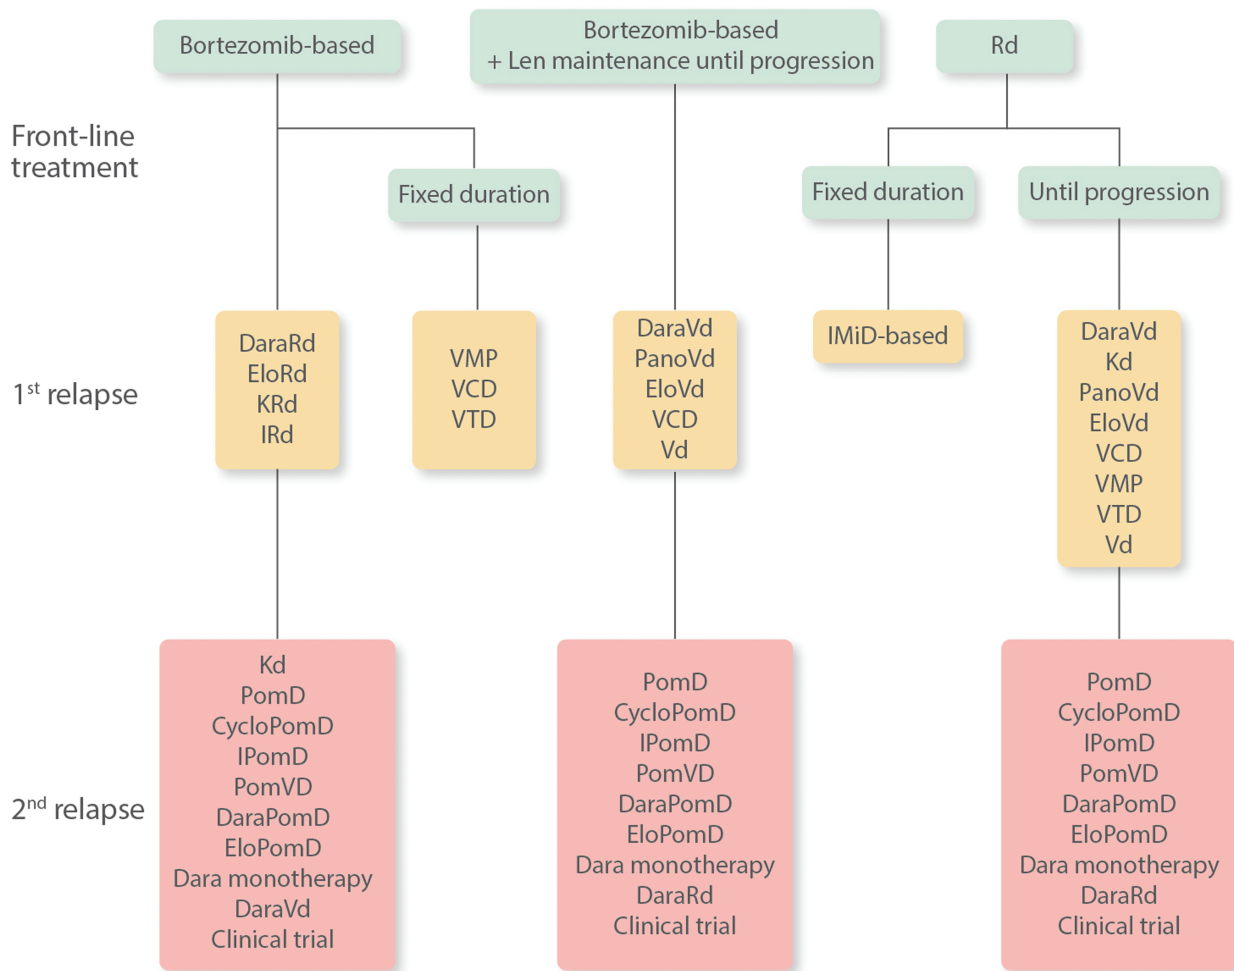 Bortezomib-based
Bortezomib-based
+ Len maintenance until progression
Rd
Front-line
treatment
Fixed duration
Fixed duration
Until progression
1st relapse
DaraRd
EloRd
KRd
IRd
VMP
VCD
VTD
DaraVd
PanoVd
EloVd
VCD
Vd
IMiD-based
DaraVd
Kd
PanoVd
EloVd
VCD
VMP
VTD
Vd
2nd relapse
Kd
PomD
CycloPomD
IPomD
PomVD
DaraPomD
EloPomD
Dara monotherapy
DaraVd
Clinical trial
PomD
CycloPomD
IPomD
PomVD
DaraPomD
EloPomD
Dara monotherapy
DaraRd
Clinical trial
PomD
CycloPomD
IPomD
PomVD
DaraPomD
EloPomD
Dara monotherapy
DaraRd
Clinical trial